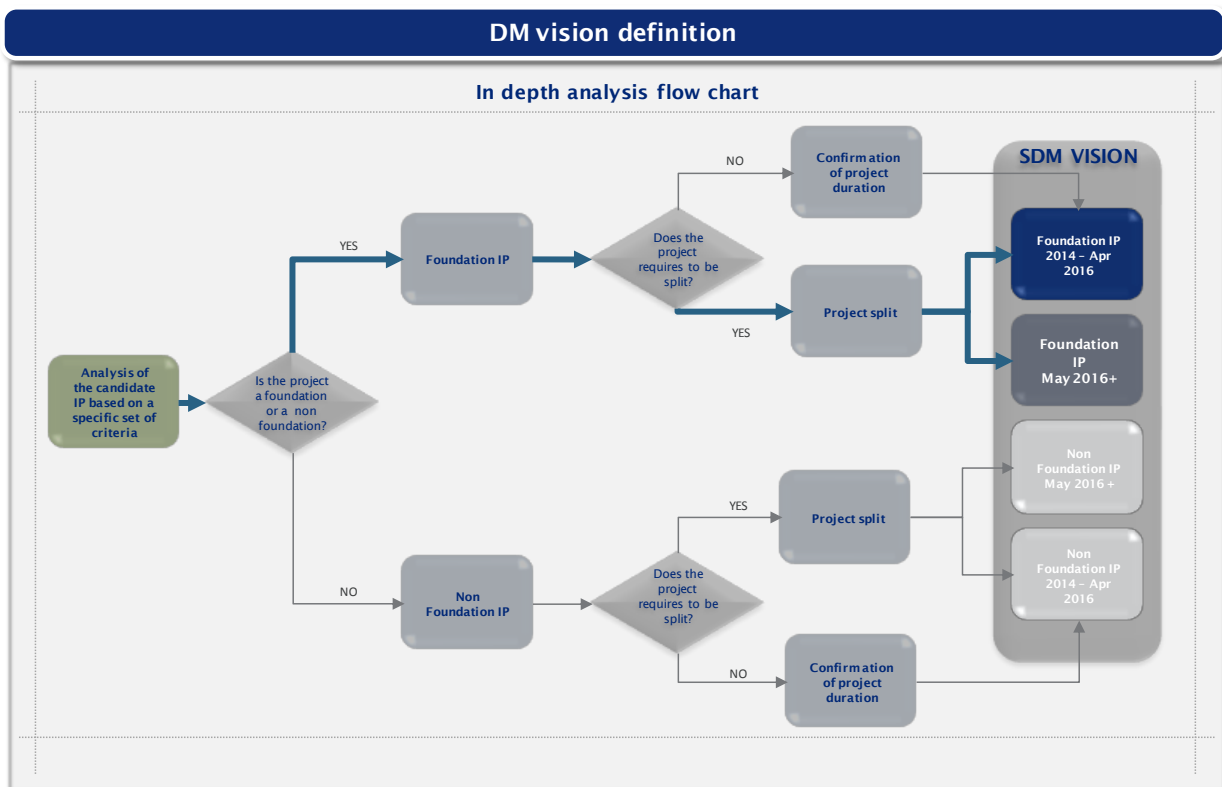 DM vision definition
In depth analysis flow chart
SDM VISION
NO
Confirmation
of project
duration
Does the
project
requires to be
split?
YES
Foundation IP
Foundation IP
2014 – Apr
2016
Project split
YES
Foundation
IP
May 2016+
Analysis of
the candidate
IP based on a
specific set of
criteria
Is the project
a foundation
or a non
foundation?
Non
Foundation IP
May 2016 +
YES
Project split
Non
Foundation IP
2014 – Apr
2016
Does the
project
requires to be
split?
NO
Non
Foundation IP
NO
Confirmation
of project
duration